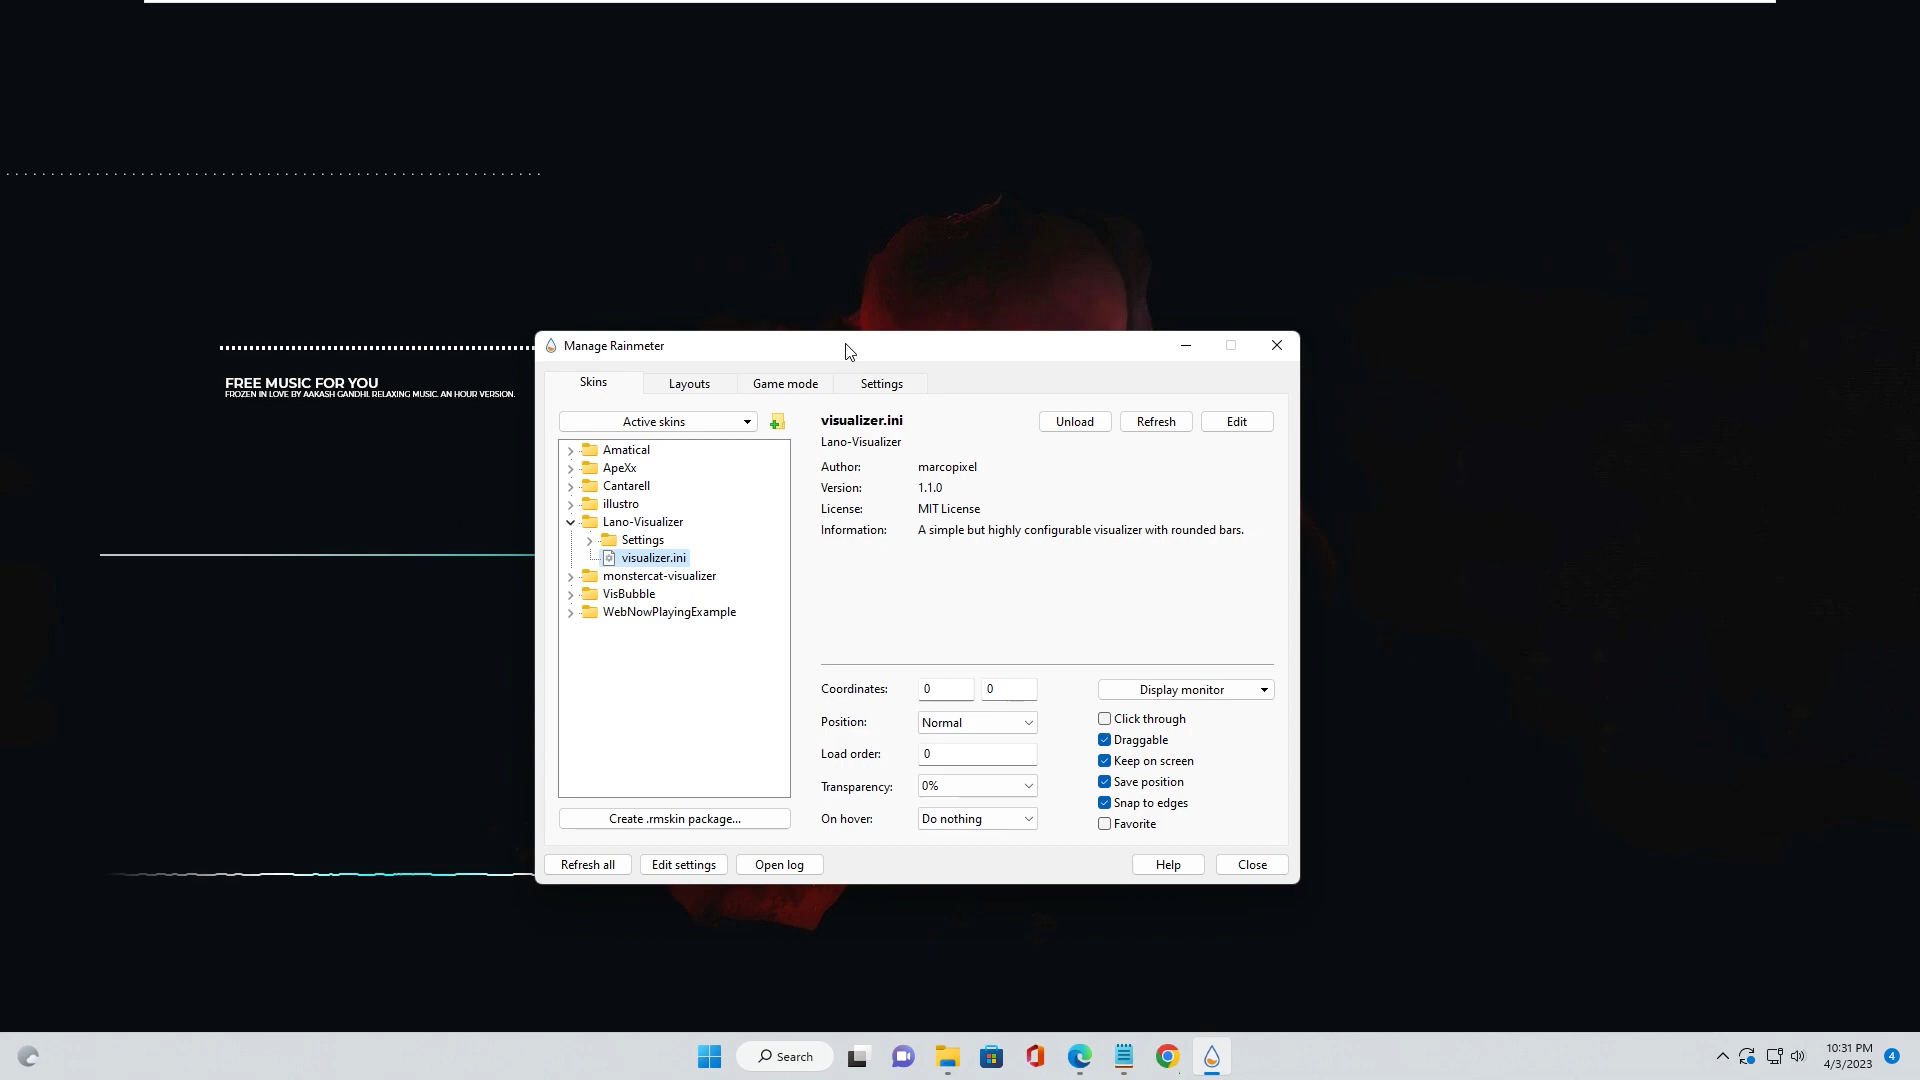 FREE MUSIC FOR YOU
FROZEN IN LOVE BY AAKASH GANDHI. RELAXING MUSIC. AN HOUR VERSION.
Manage Rainmeter
Skins
Layouts
Game mode
Settings
Active skins
Amatical
ApeXx
Cantarell
illustro
Lano-Visualizer
Settings
visualizer.ini
monstercat-visualizer
VisBubble
WebNowPlayingExample
Create .rmskin package...
visualizer.ini
Unload
Refresh
Edit
Lano-Visualizer
Author: marcopixel
Version: 1.1.0
License: MIT License
Information: A simple but highly configurable visualizer with rounded bars.
Coordinates: 0 0
Position: Normal
Load order: 0
Transparency: 0%
On hover: Do nothing
Display monitor
Click through
Draggable
Keep on screen
Save position
Snap to edges
Favorite
Refresh all
Edit settings
Open log
Help
Close
Search
10:31 PM
4/3/2023
4